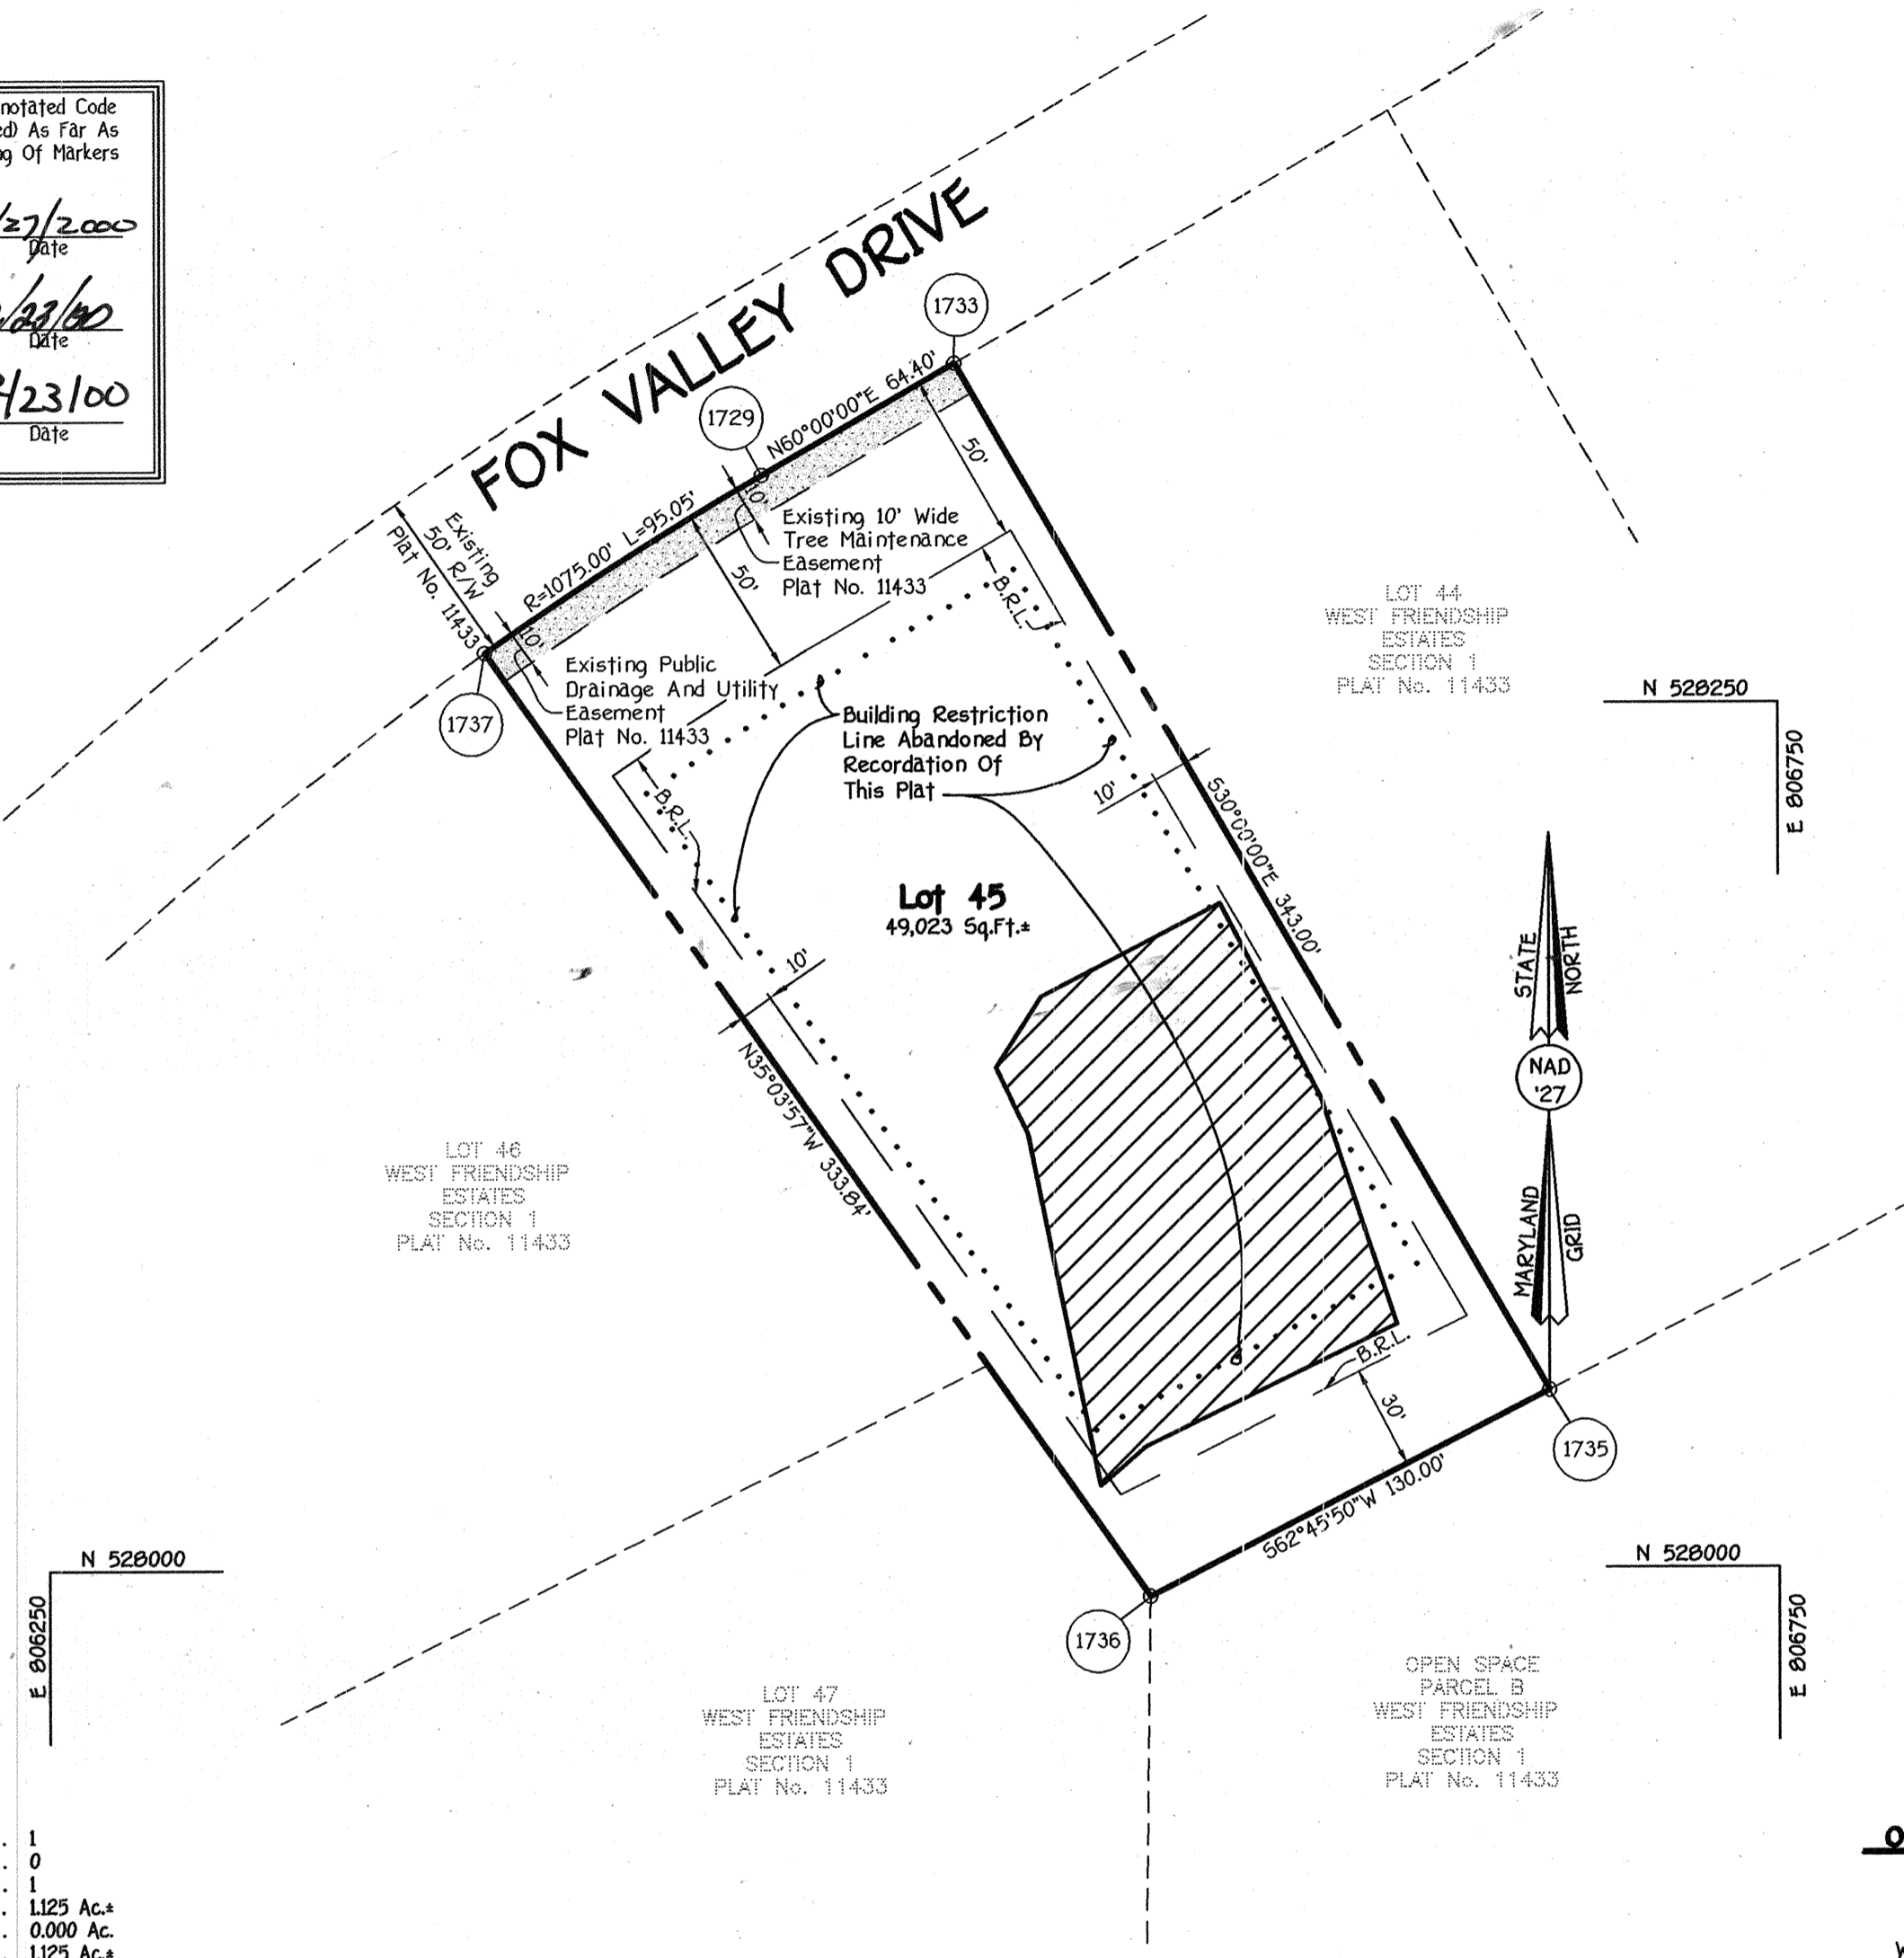 notated Code
ed) As Far As
ng Of Markers
/27/2000
Date
/23/00
Date
/23/00
Date
FOX VALLEY DRIVE
1733
1729
N60°00'00"E 64.40'
R=1075.00' L=95.05'
Existing
50' R/W
Plat No. 11433
1737
10'
10'
50'
50'
Existing 10' Wide
Tree Maintenance
Easement
Plat No. 11433
B.R.L.
Existing Public
Drainage And Utility
Easement
Plat No. 11433
B.R.L.
Building Restriction
Line Abandoned By
Recordation Of
This Plat
LOT 44
WEST FRIENDSHIP
ESTATES
SECTION 1
PLAT No. 11433
N 528250
E 806750
10'
S30°00'00"E 343.00'
Lot 45
49,023 Sq.Ft.±
10'
N35°03'57"W 333.84'
STATE
NORTH
NAD
'27
MARYLAND
GRID
LOT 46
WEST FRIENDSHIP
ESTATES
SECTION 1
PLAT No. 11433
B.R.L.
30'
1735
S62°45'50"W 130.00'
1736
N 528000
E 806250
N 528000
E 806750
LOT 47
WEST FRIENDSHIP
ESTATES
SECTION 1
PLAT No. 11433
OPEN SPACE
PARCEL B
WEST FRIENDSHIP
ESTATES
SECTION 1
PLAT No. 11433
. 1
. 0
. 1
. 1.125 Ac.±
. 0.000 Ac.
. 1.125 Ac.±